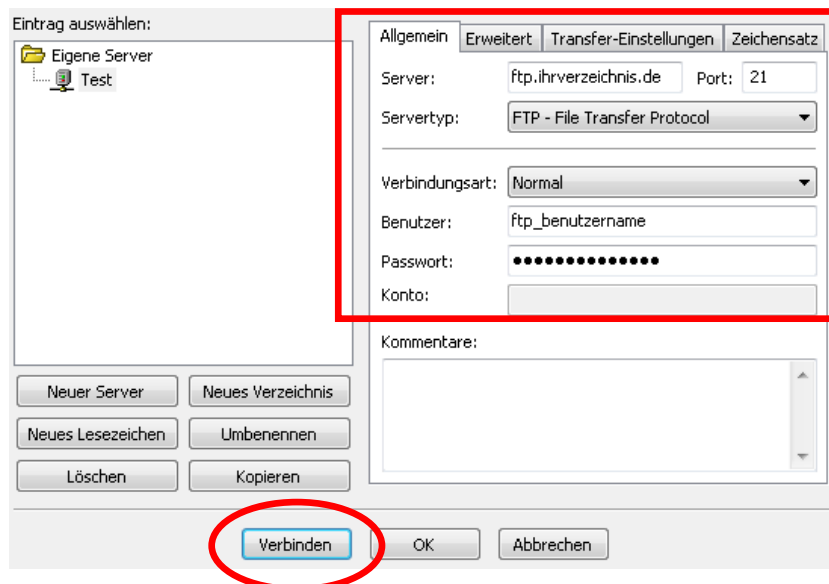 Eintrag auswählen:
Eigene Server
Test
Neuer Server Neues Verzeichnis
Neues Lesezeichen Umbenennen
Löschen Kopieren
Allgemein Erweitert Transfer-Einstellungen Zeichensatz
Server: ftp.ihrverzeichnis.de Port: 21
Servertyp: FTP - File Transfer Protocol
Verbindungsart: Normal
Benutzer: ftp_benutzername
Passwort: ●●●●●●●●●●●●●●
Konto:
Kommentare:
Verbinden OK Abbrechen